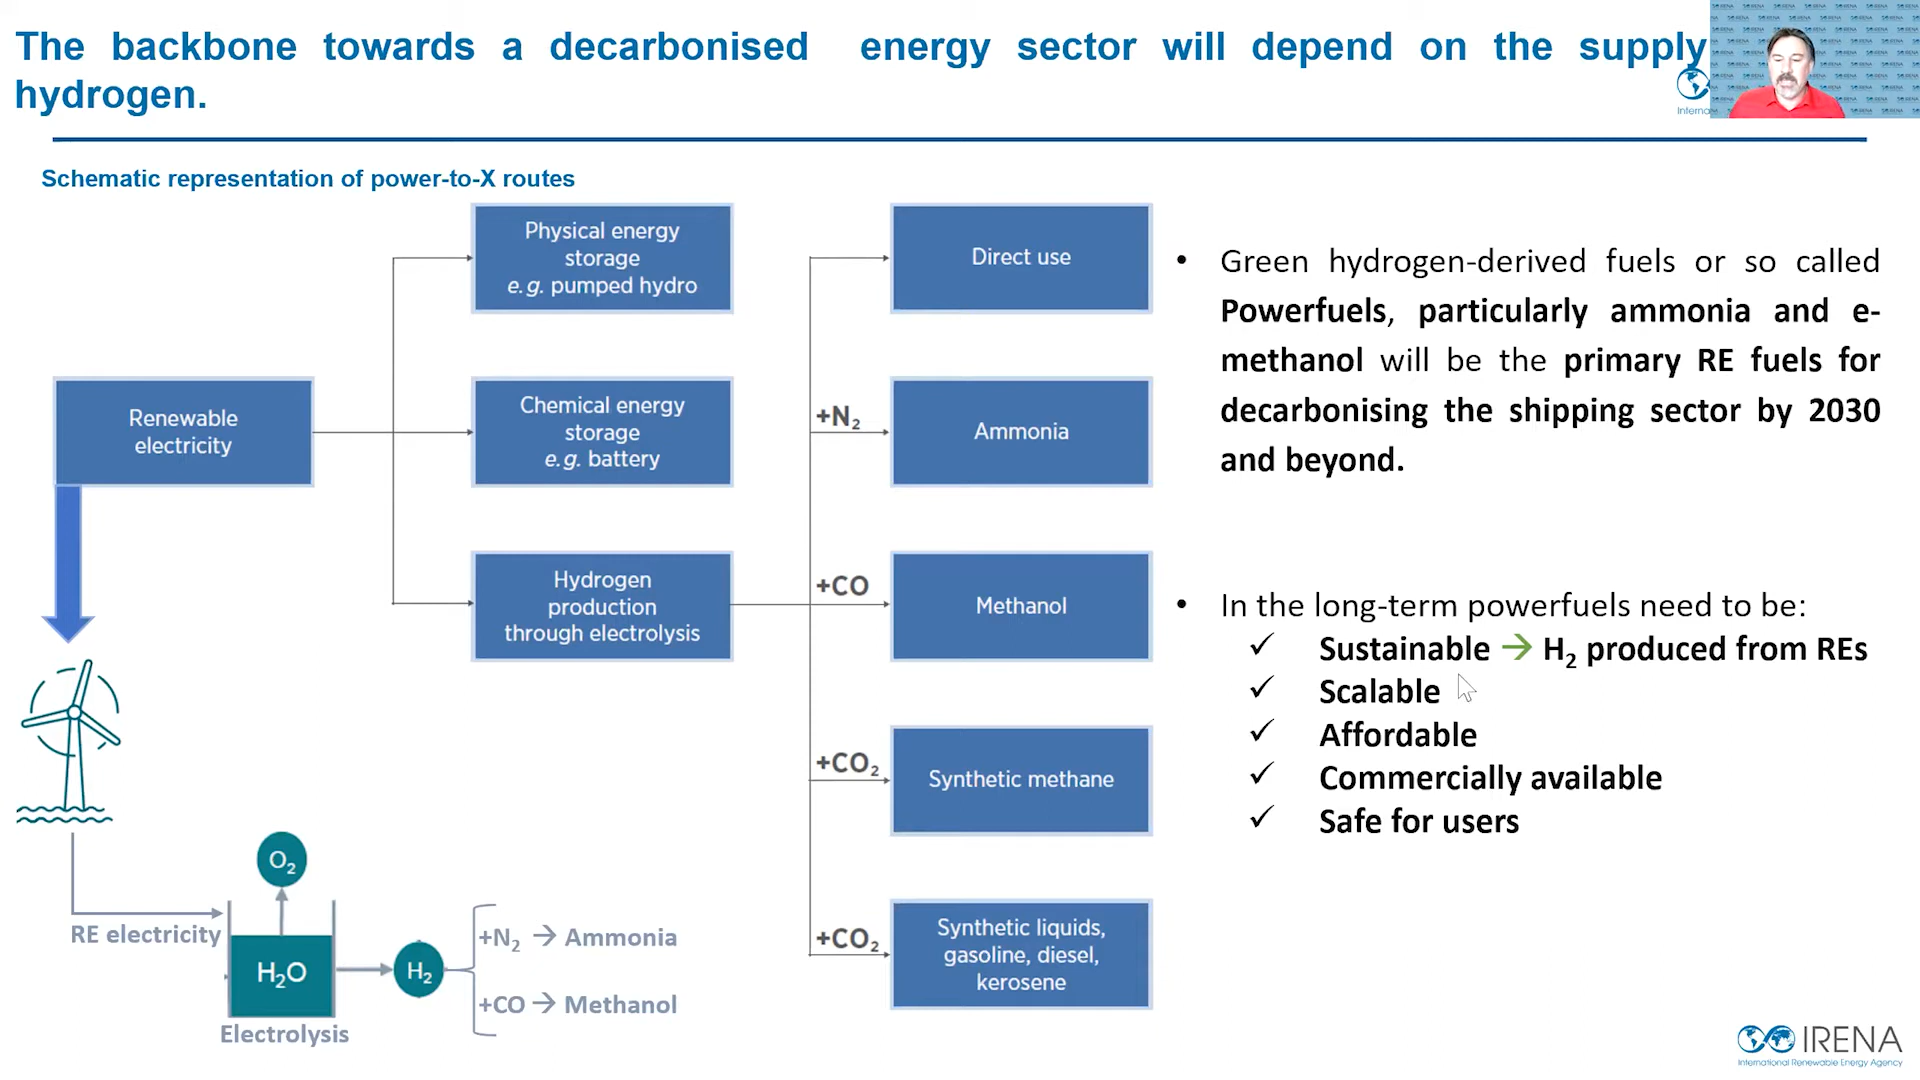 The backbone towards a decarbonised energy sector will depend on the supply
hydrogen.
Interna
Schematic representation of power-to-X routes
Renewable
electricity
Physical energy
storage
e.g. pumped hydro
Chemical energy
storage
e.g. battery
Hydrogen
production
through electrolysis
Direct use
+N₂
Ammonia
+CO
Methanol
+CO₂
Synthetic methane
+CO₂
Synthetic liquids,
gasoline, diesel,
kerosene
RE electricity
O₂
H₂O
Electrolysis
H₂
+N₂ → Ammonia
+CO → Methanol
• Green hydrogen-derived fuels or so called
Powerfuels, particularly ammonia and e-
methanol will be the primary RE fuels for
decarbonising the shipping sector by 2030
and beyond.
• In the long-term powerfuels need to be:
✓ Sustainable → H₂ produced from REs
✓ Scalable
✓ Affordable
✓ Commercially available
✓ Safe for users
IRENA
International Renewable Energy Agency